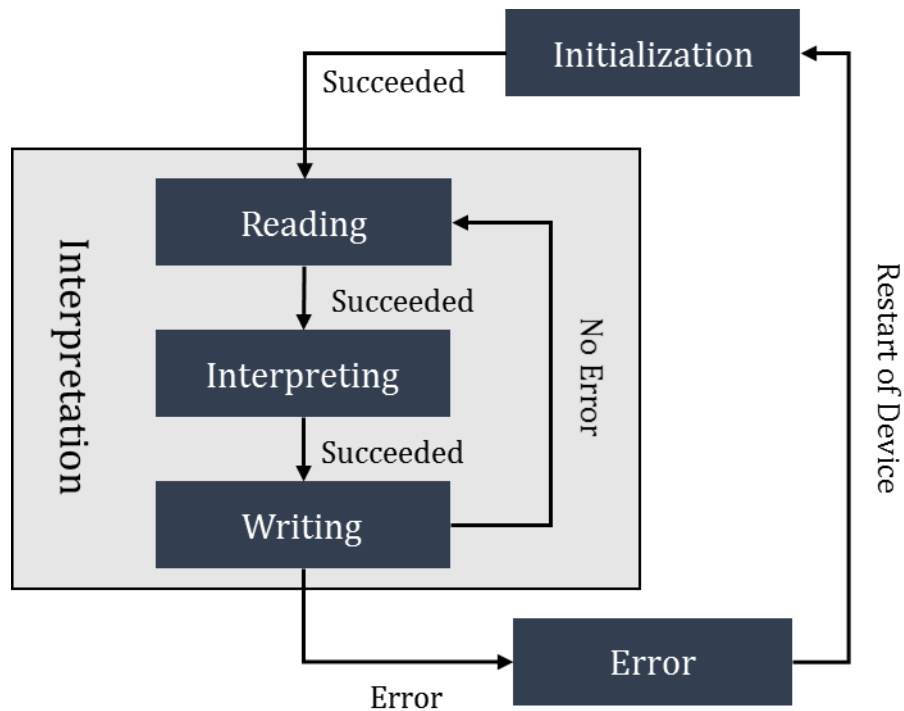 Initialization
Succeeded
Reading
Interpretation
Succeeded
No Error
Restart of Device
Interpreting
Succeeded
Writing
Error
Error